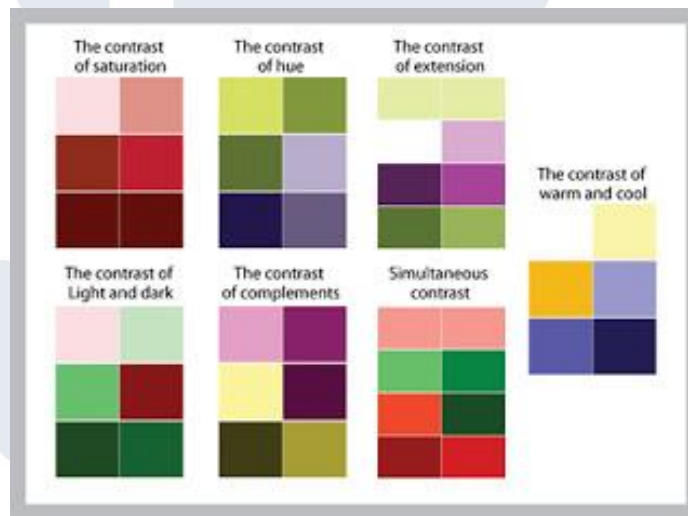 The contrast
of saturation
The contrast
of hue
The contrast
of extension
The contrast of
warm and cool
The contrast of
Light and dark
The contrast
of complements
Simultaneous
contrast